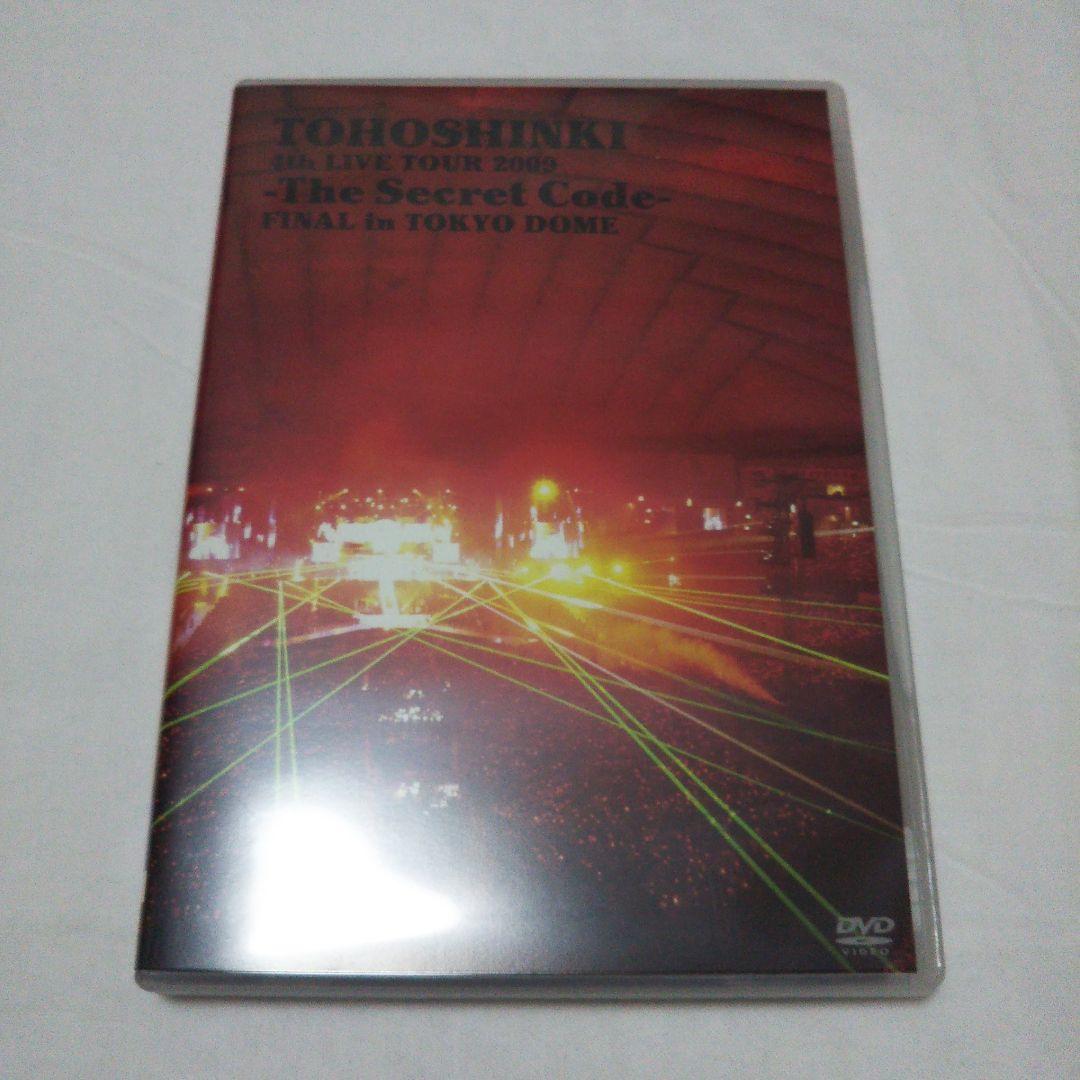 TOHOSHINKI
4th LIVE TOUR 2009
-The Secret Code-
FINAL in TOKYO DOME
DVD
VIDEO